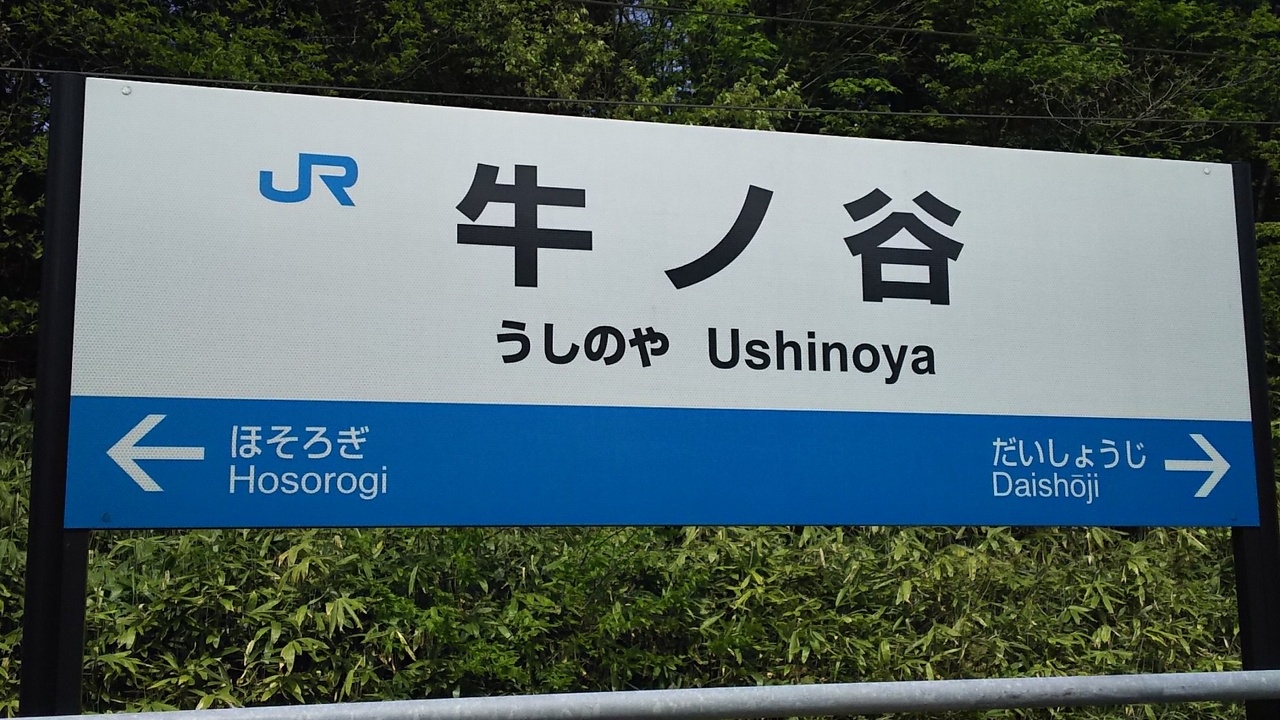 JR 牛ノ谷
うしのや Ushinoya
ほそろぎ
Hosorogi
だいしょうじ
Daishōji